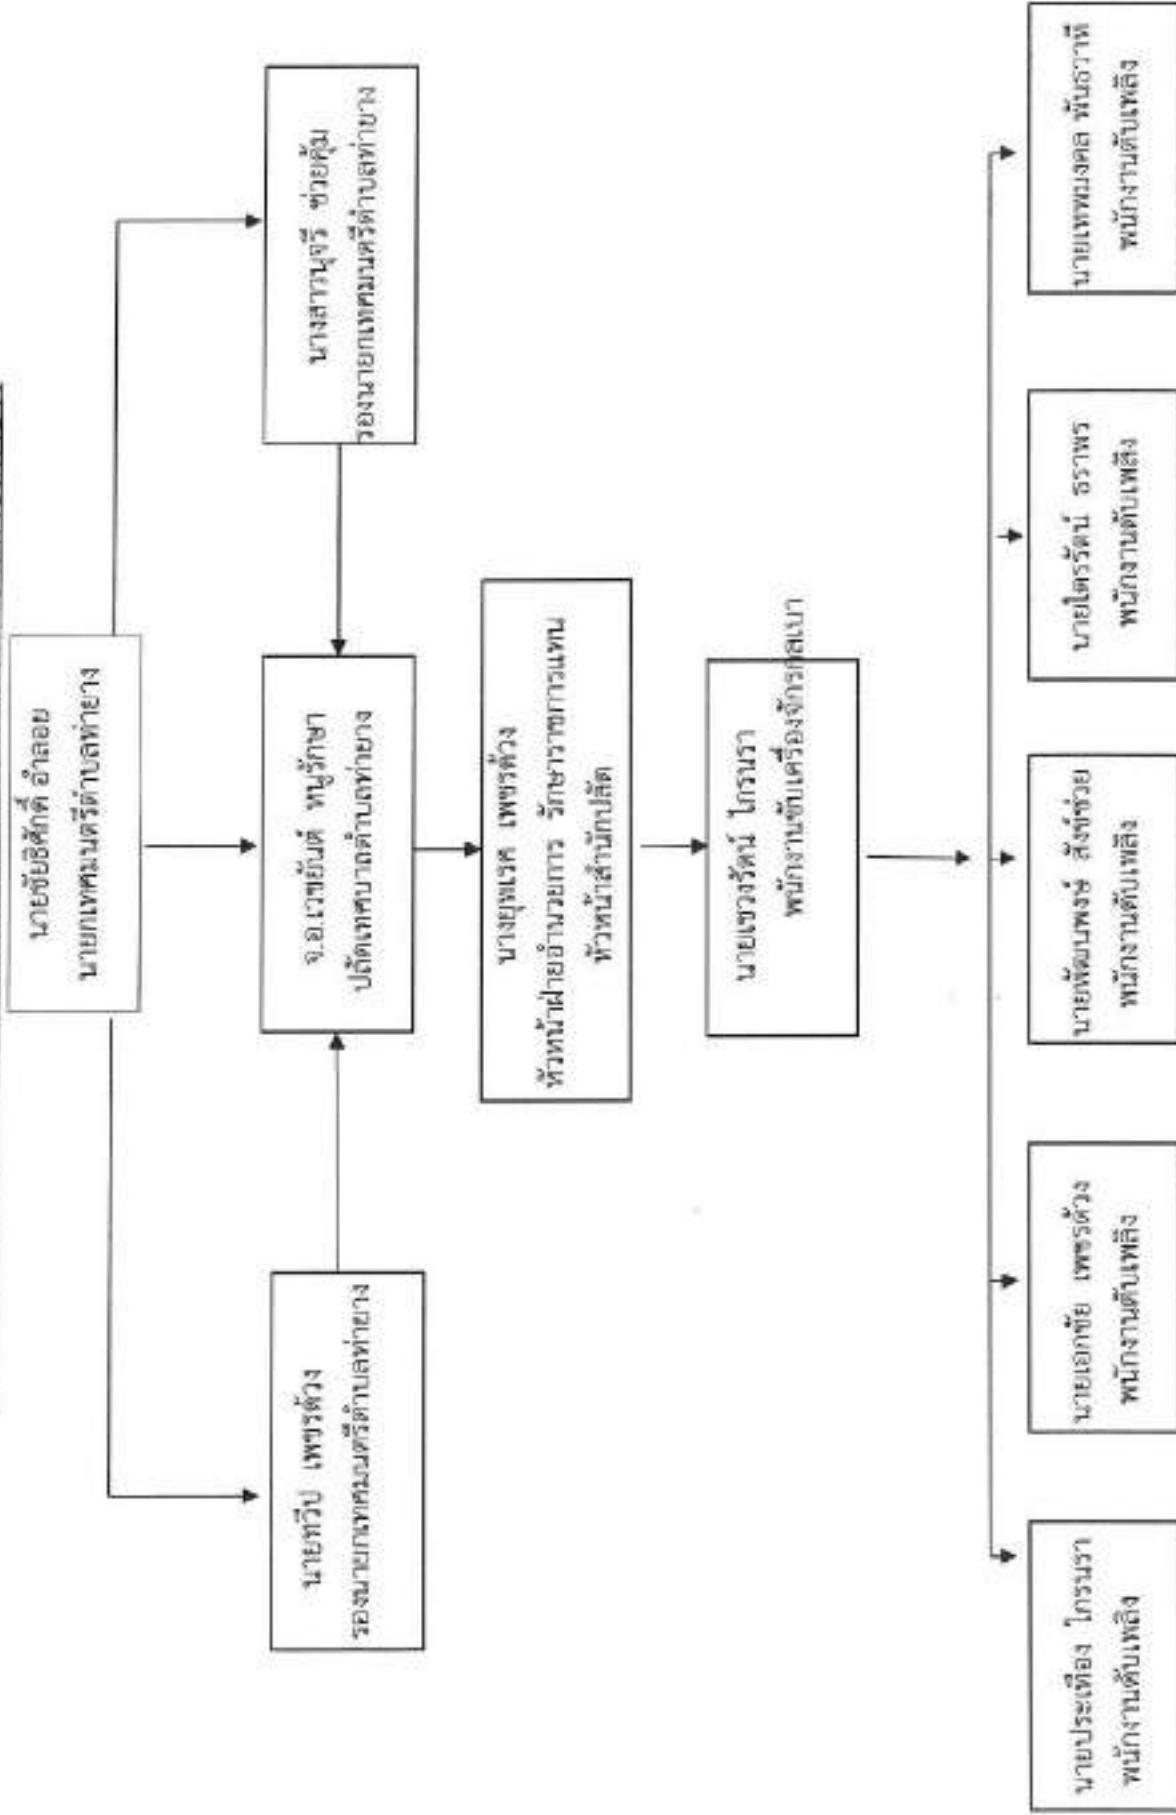 นายชัยธิศักดิ์ อำลอย
นายกเทศมนตรีตำบลท่ายาง
นายทวีป เพชรด้วง
รองนายกเทศมนตรีตำบลท่ายาง
จ.อ.เวชยันต์ หนูรักษา
ปลัดเทศบาลตำบลท่ายาง
นางสาวนุจรี ช่วยคุ้ม
รองนายกเทศมนตรีตำบลท่ายาง
นางยุพเรศ เพชรด้วง
หัวหน้าฝ่ายอำนวยการ รักษาราชการแทน
หัวหน้าสำนักปลัด
นายเชวงรัตน์ ไกรนรา
พนักงานขับเครื่องจักรกลเบา
นายประเทือง ไกรนรา
พนักงานดับเพลิง
นายเอกชัย เพชรด้วง
พนักงานดับเพลิง
สังข์ช่วย
พนักงานดับเพลิง
นายไตรรัตน์ ธราพร
พนักงานดับเพลิง
นายเทพมงคล
พนักงานดับเพลิง